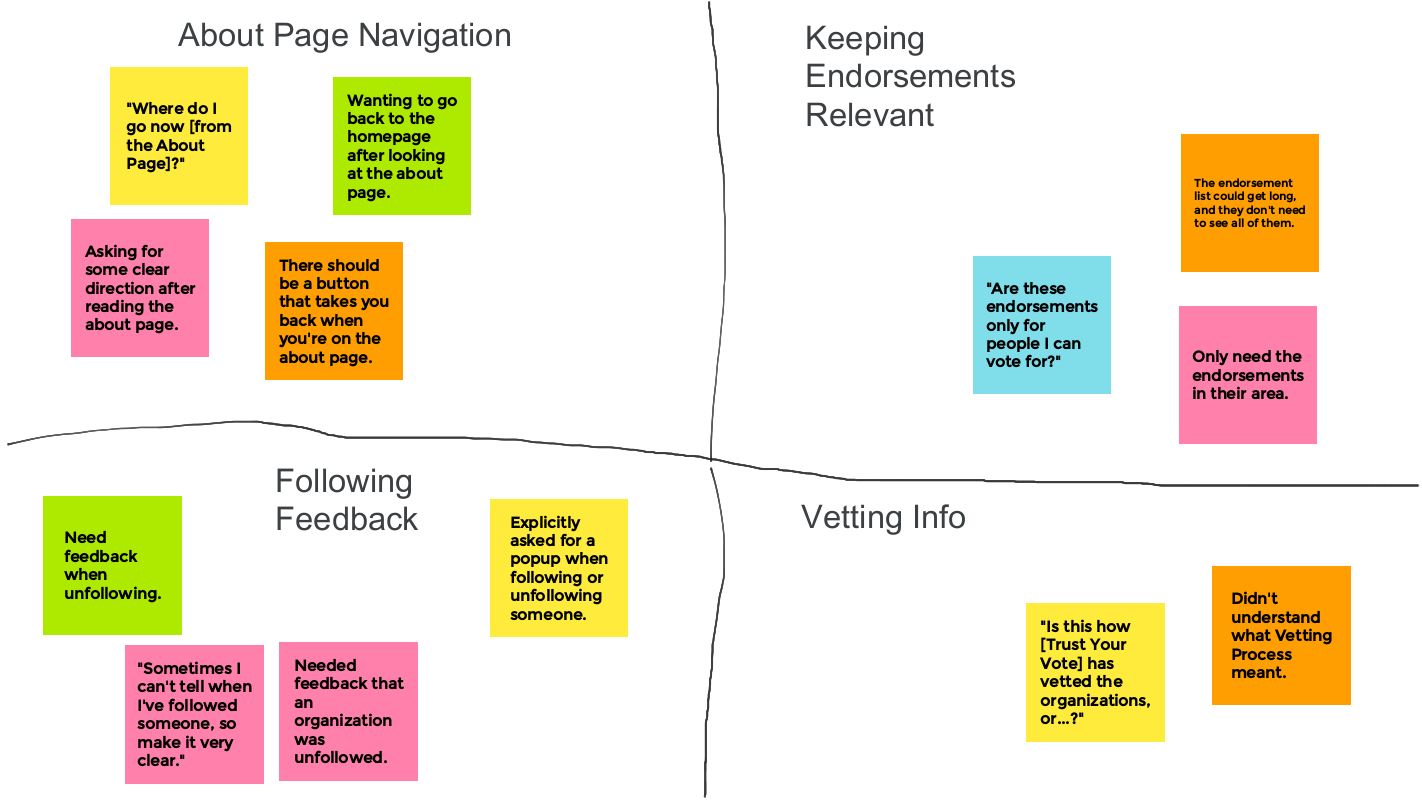 About Page Navigation
"Where do I
go now [from
the About
Page]?"
Wanting to go
back to the
homepage
after looking
at the about
page.
Asking for
some clear
direction after
reading the
about page.
There should
be a button
that takes you
back when
you're on the
about page.
Keeping
Endorsements
Relevant
The endorsement
list could get long,
and they don't need
to see all of them.
"Are these
endorsements
only for
people I can
vote for?"
Only need the
endorsements
in their area.
Following
Feedback
Need
feedback
when
unfollowing.
Explicitly
asked for a
popup when
following or
unfollowing
someone.
"Sometimes I
can't tell when
I've followed
someone, so
make it very
clear."
Needed
feedback that
an
organization
was
unfollowed.
Vetting Info
"Is this how
[Trust Your
Vote] has
vetted the
organizations,
or...?"
Didn't
understand
what Vetting
Process
meant.